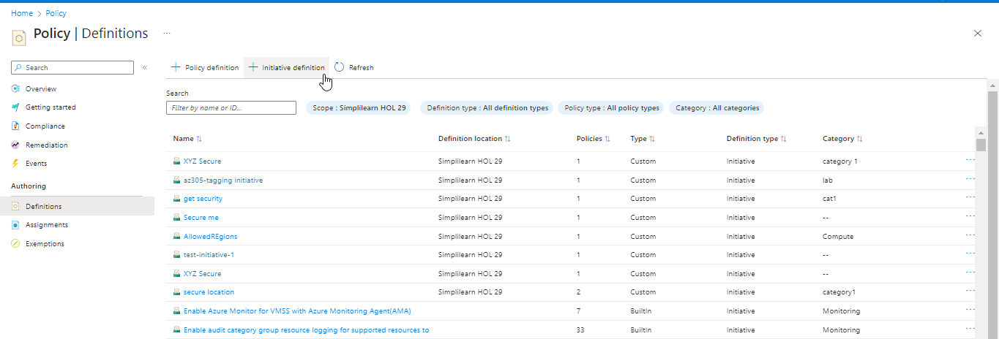 Home > Policy
Policy | Definitions ...
Search «
Overview
Getting started
Compliance
Remediation
Events
Authoring
Definitions
Assignments
Exemptions
+ Policy definition + Initiative definition Refresh
Search
Filter by name or ID... Scope : Simplilearn HOL 29 Definition type : All definition types Policy type : All policy types Category : All categories
Name ↑↓ Definition location ↑↓ Policies ↑↓ Type ↑↓ Definition type ↑↓ Category ↑↓
XYZ Secure Simplilearn HOL 29 1 Custom Initiative category 1 ...
az305-tagging initiative Simplilearn HOL 29 1 Custom Initiative lab ...
get security Simplilearn HOL 29 1 Custom Initiative cat1 ...
Secure me Simplilearn HOL 29 1 Custom Initiative -- ...
AllowedREgions Simplilearn HOL 29 1 Custom Initiative Compute ...
test-initiative-1 Simplilearn HOL 29 1 Custom Initiative -- ...
XYZ Secure Simplilearn HOL 29 1 Custom Initiative -- ...
secure location Simplilearn HOL 29 2 Custom Initiative category1 ...
Enable Azure Monitor for VMSS with Azure Monitoring Agent(AMA) 7 BuiltIn Initiative Monitoring ...
Enable audit category group resource logging for supported resources to 33 BuiltIn Initiative Monitoring ...